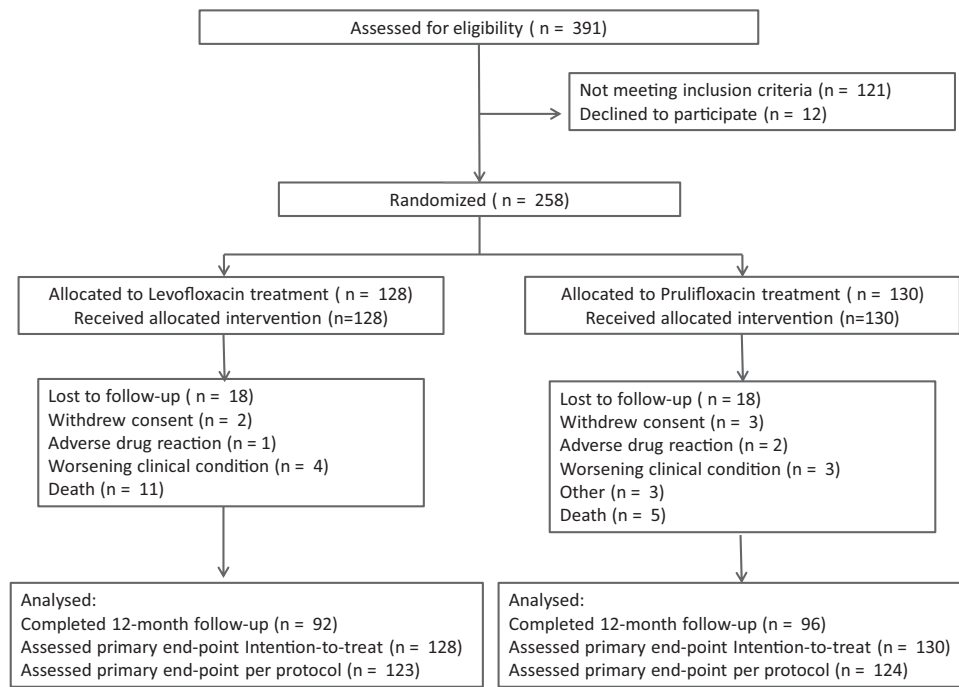 Assessed for eligibility ( n = 391)
Not meeting inclusion criteria (n = 121)
Declined to participate (n = 12)
Randomized ( n = 258)
Allocated to Levofloxacin treatment ( n = 128)
Received allocated intervention (n=128)
Allocated to Prulifloxacin treatment ( n = 130)
Received allocated intervention (n=130)
Lost to follow-up ( n = 18)
Withdrew consent (n = 2)
Adverse drug reaction (n = 1)
Worsening clinical condition (n = 4)
Death (n = 11)
Lost to follow-up ( n = 18)
Withdrew consent (n = 3)
Adverse drug reaction (n = 2)
Worsening clinical condition (n = 3)
Other (n = 3)
Death (n = 5)
Analysed:
Completed 12-month follow-up (n = 92)
Assessed primary end-point Intention-to-treat (n = 128)
Assessed primary end-point per protocol (n = 123)
Analysed:
Completed 12-month follow-up (n = 96)
Assessed primary end-point Intention-to-treat (n = 130)
Assessed primary end-point per protocol (n = 124)